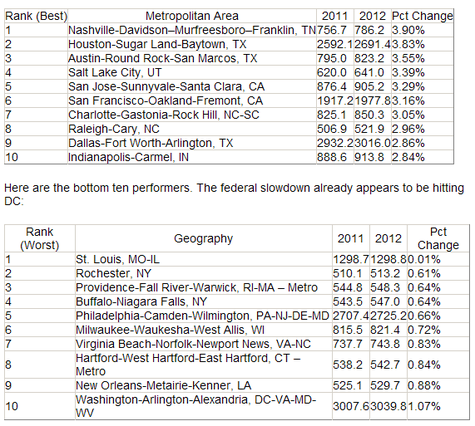 Rank (Best) Metropolitan Area 2011 2012 Pct Change
1 Nashville-Davidson–Murfreesboro–Franklin, TN 756.7 786.2 3.90%
2 Houston-Sugar Land-Baytown, TX 2592.1 2691.4 3.83%
3 Austin-Round Rock-San Marcos, TX 795.0 823.2 3.55%
4 Salt Lake City, UT 620.0 641.0 3.39%
5 San Jose-Sunnyvale-Santa Clara, CA 876.4 905.2 3.29%
6 San Francisco-Oakland-Fremont, CA 1917.2 1977.8 3.16%
7 Charlotte-Gastonia-Rock Hill, NC-SC 825.1 850.3 3.05%
8 Raleigh-Cary, NC 506.9 521.9 2.96%
9 Dallas-Fort Worth-Arlington, TX 2932.2 3016.0 2.86%
10 Indianapolis-Carmel, IN 888.6 913.8 2.84%
Here are the bottom ten performers. The federal slowdown already appears to be hitting
DC:
Rank
(Worst) Geography 2011 2012 Pct
Change
1 St. Louis, MO-IL 1298.7 1298.8 0.01%
2 Rochester, NY 510.1 513.2 0.61%
3 Providence-Fall River-Warwick, RI-MA – Metro 544.8 548.3 0.64%
4 Buffalo-Niagara Falls, NY 543.5 547.0 0.64%
5 Philadelphia-Camden-Wilmington, PA-NJ-DE-MD 2707.4 2725.2 0.66%
6 Milwaukee-Waukesha-West Allis, WI 815.5 821.4 0.72%
7 Virginia Beach-Norfolk-Newport News, VA-NC 737.7 743.8 0.83%
8 Hartford-West Hartford-East Hartford, CT –
Metro 538.2 542.7 0.84%
9 New Orleans-Metairie-Kenner, LA 525.1 529.7 0.88%
10 Washington-Arlington-Alexandria, DC-VA-MD-
WV 3007.6 3039.8 1.07%